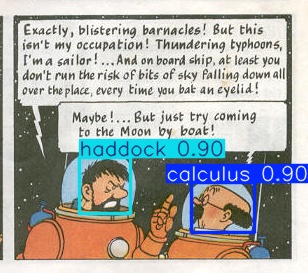 Exactly, blistering barnacles! But this
isn't my occupation! Thundering typhoons,
I'm a sailor!...And on board ship, at least you
don't run the risk of bits of sky falling down all
over the place, every time you bat an eyelid!
Maybe!... But just try coming
to the Moon by boat!
haddock 0.90
calculus 0.90